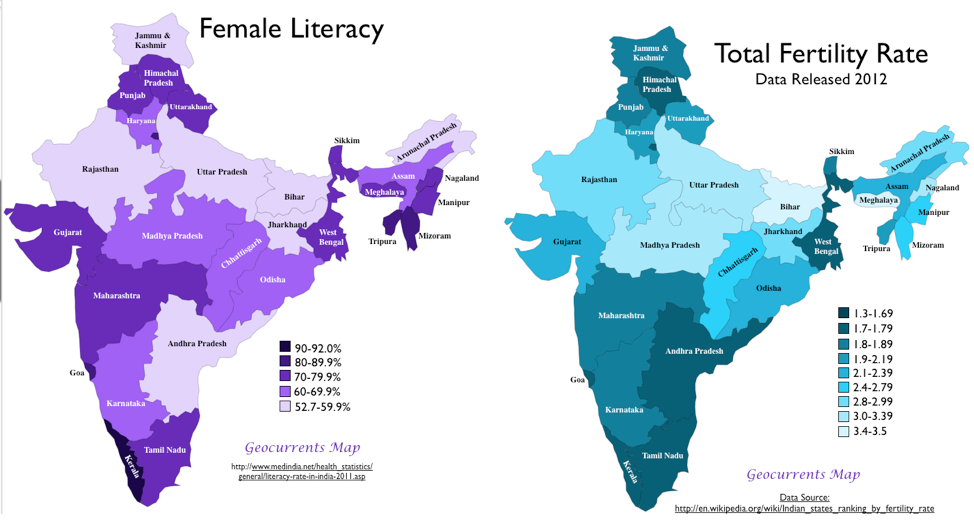 Female Literacy
Jammu &
Kashmir
Himachal
Pradesh
Punjab
Uttarakhand
Haryana
Sikkim
Arunachal Pradesh
Rajasthan
Uttar Pradesh
Assam
Nagaland
Bihar
Meghalaya
Manipur
Jharkhand
Gujarat
Madhya Pradesh
West
Bengal
Tripura
Mizoram
Chhattisgarh
Odisha
Maharashtra
Andhra Pradesh
Goa
Karnataka
Tamil Nadu
Kerala
90-92.0%
80-89.9%
70-79.9%
60-69.9%
52.7-59.9%
Geocurrents Map
http://www.medindia.net/health_statistics/
general/literacy-rate-in-india-2011.asp
Total Fertility Rate
Data Released 2012
Jammu &
Kashmir
Himachal
Pradesh
Punjab
Uttarakhand
Haryana
Sikkim
Arunachal Pradesh
Rajasthan
Uttar Pradesh
Assam
Nagaland
Bihar
Meghalaya
Manipur
Jharkhand
Gujarat
Madhya Pradesh
West
Bengal
Tripura
Mizoram
Chhattisgarh
Odisha
Maharashtra
Andhra Pradesh
Goa
Karnataka
Tamil Nadu
Kerala
1.3-1.69
1.7-1.79
1.8-1.89
1.9-2.19
2.1-2.39
2.4-2.79
2.8-2.99
3.0-3.39
3.4-3.5
Geocurrents Map
Data Source:
http://en.wikipedia.org/wiki/Indian_states_ranking_by_fertility_rate